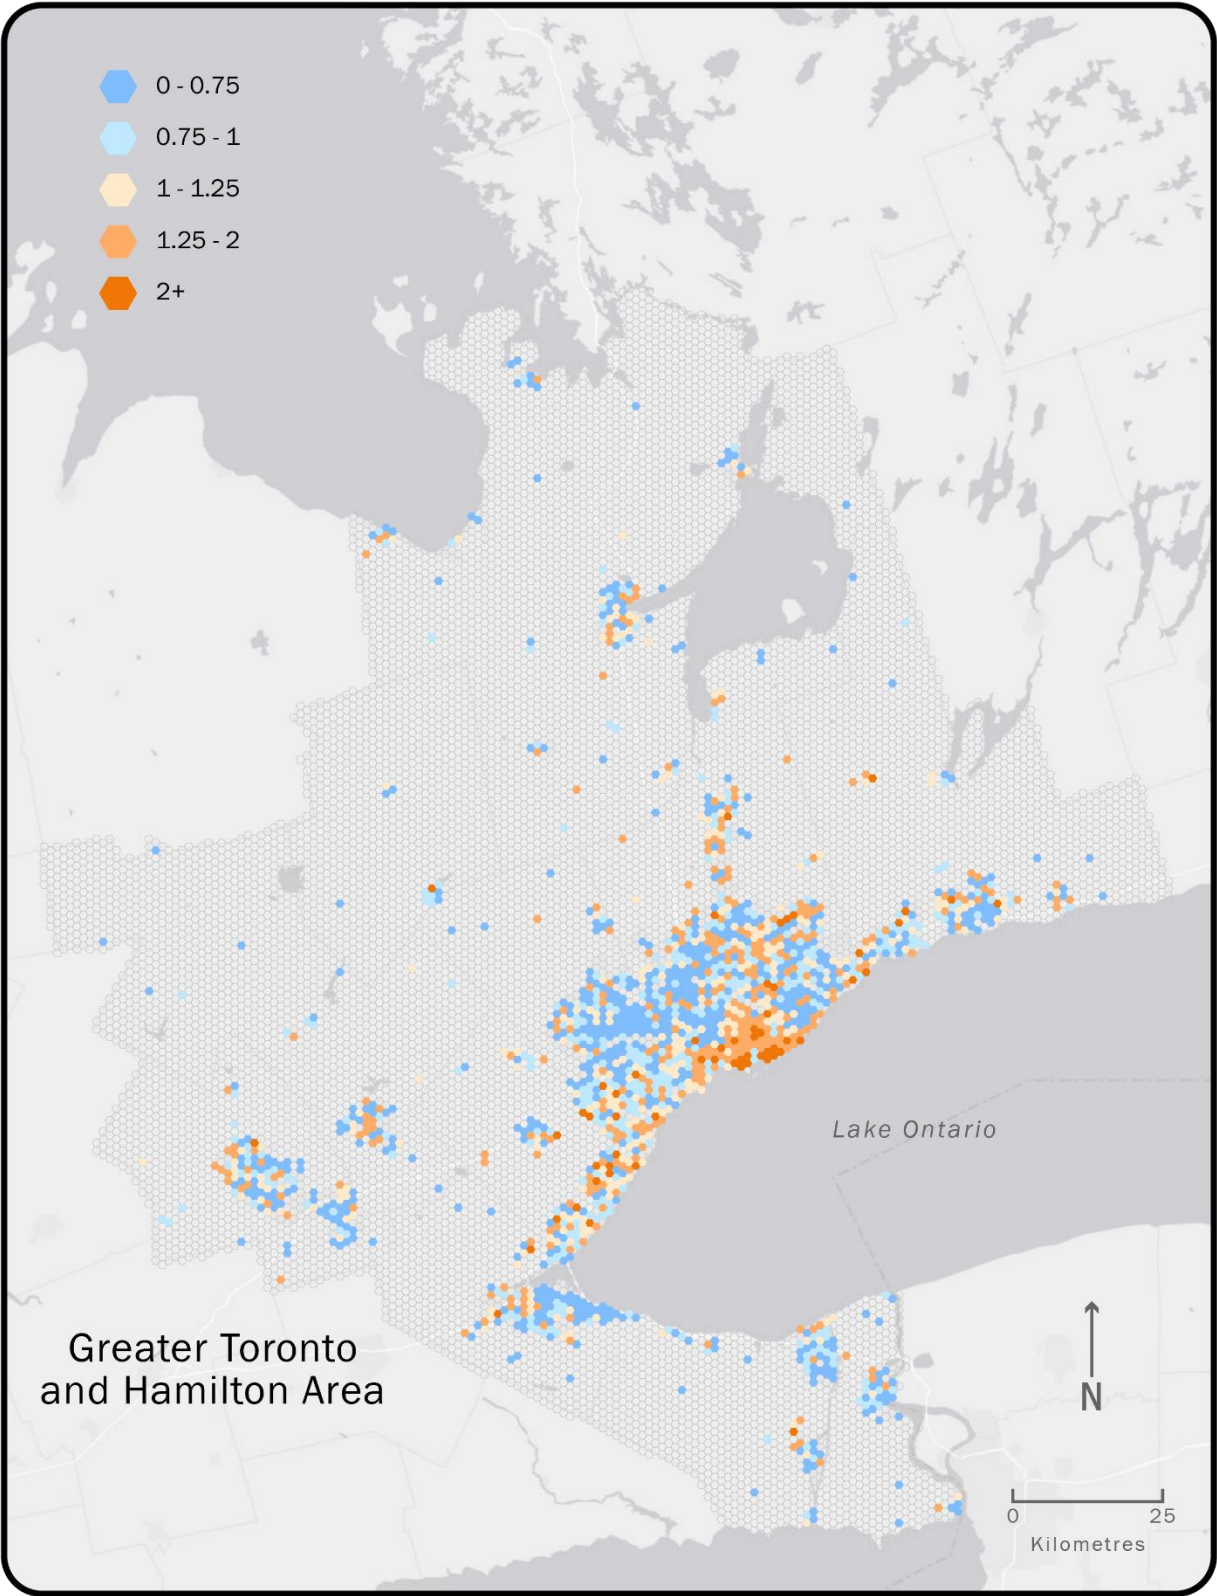 0 - 0.75
0.75 - 1
1 - 1.25
1.25 - 2
2+
Lake Ontario
Greater Toronto
and Hamilton Area
N
0 25
Kilometres